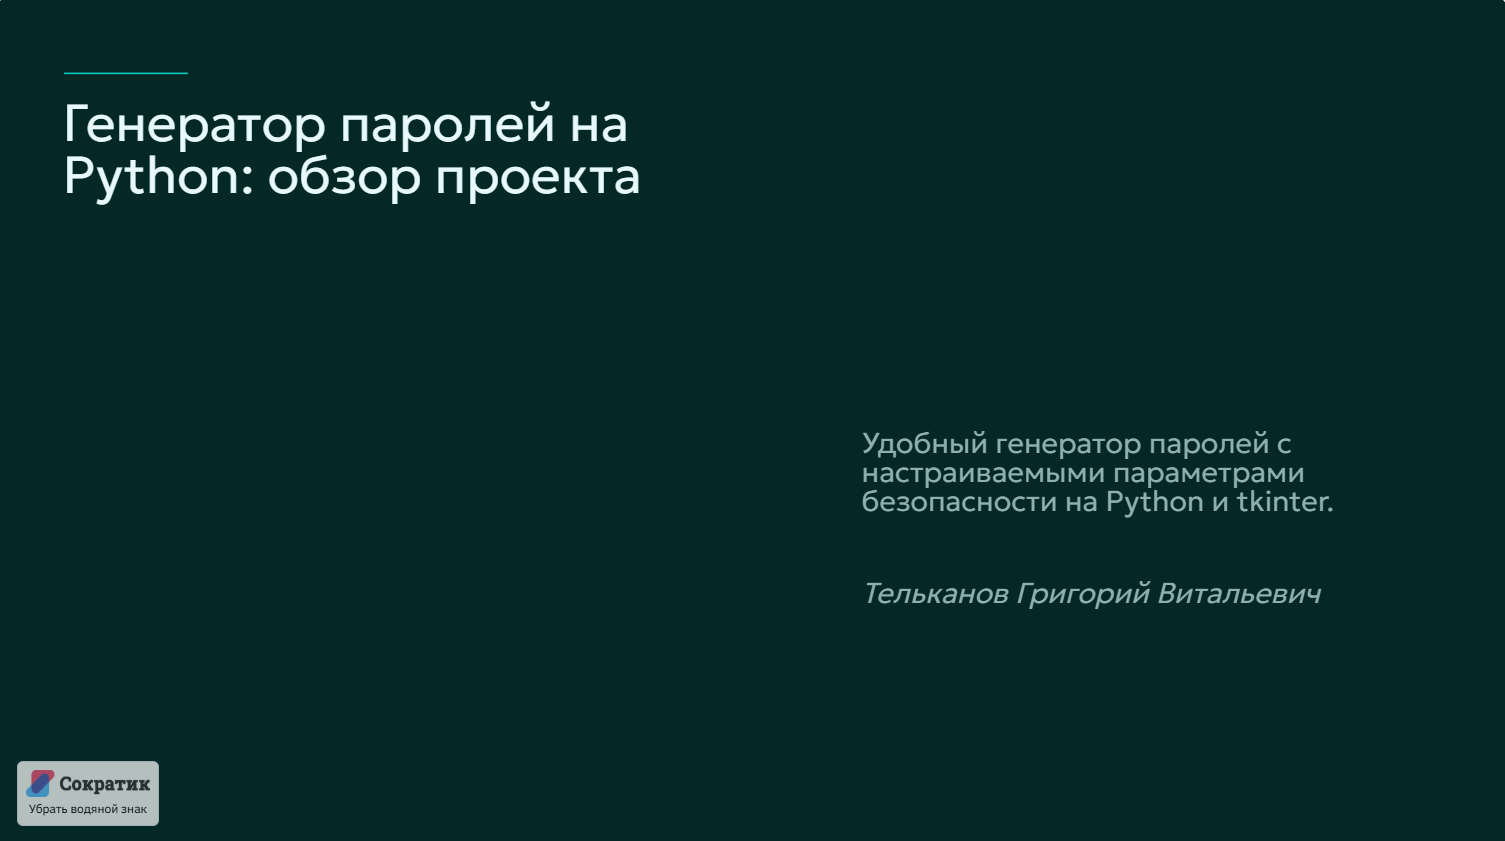 Генератор паролей на
Python: обзор проекта
Удобный генератор паролей с
настраиваемыми параметрами
безопасности на Python и tkinter.
Тельканов Григорий Витальевич
Сократик
Убрать водяной знак